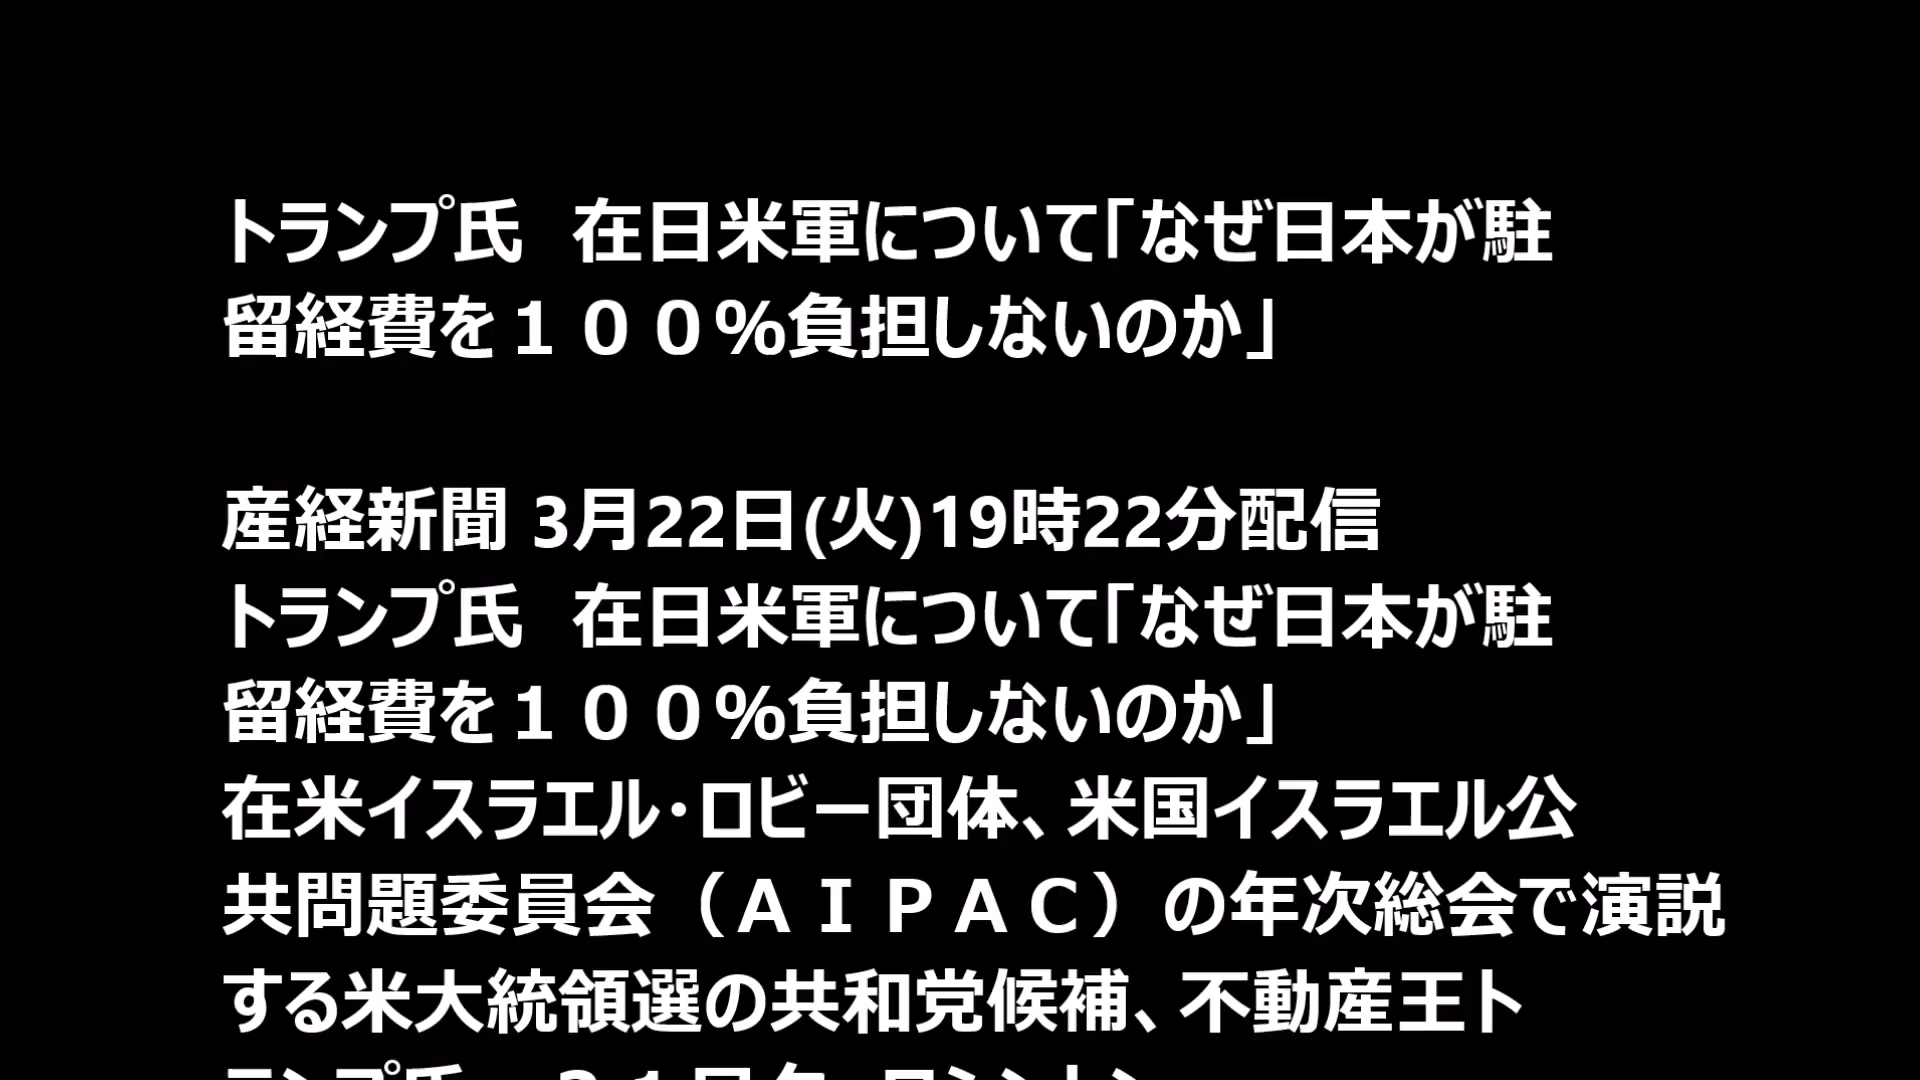 トランプ氏　在日米軍について「なぜ日本が駐
留経費を１００％負担しないのか」
産経新聞 3月22日(火)19時22分配信
トランプ氏　在日米軍について「なぜ日本が駐
留経費を１００％負担しないのか」
在米イスラエル・ロビー団体、米国イスラエル公
共問題委員会（ＡＩＰＡＣ）の年次総会で演説
する米大統領選の共和党候補、不動産王ト
ランプ氏